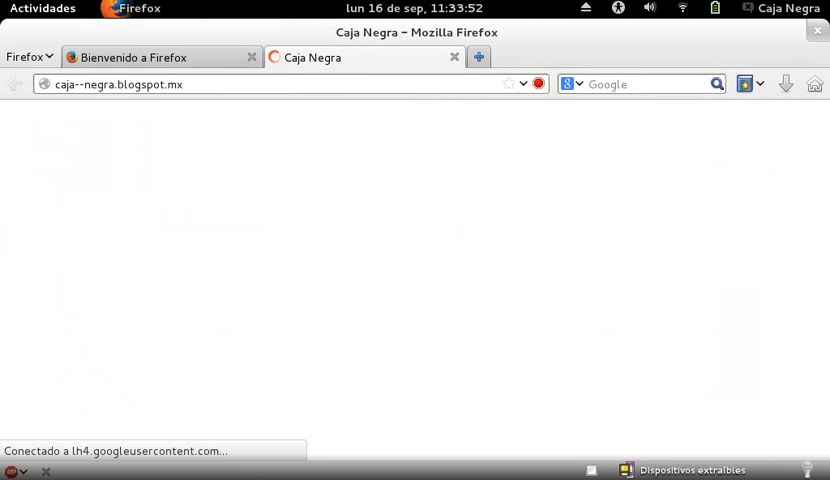 Actividades Firefox lun 16 de sep, 11:33:52 Caja Negra
Caja Negra – Mozilla Firefox
Firefox Bienvenido a Firefox Caja Negra
caja--negra.blogspot.mx Google
Conectado a lh4.googleusercontent.com...
ABP Dispositivos extraíbles